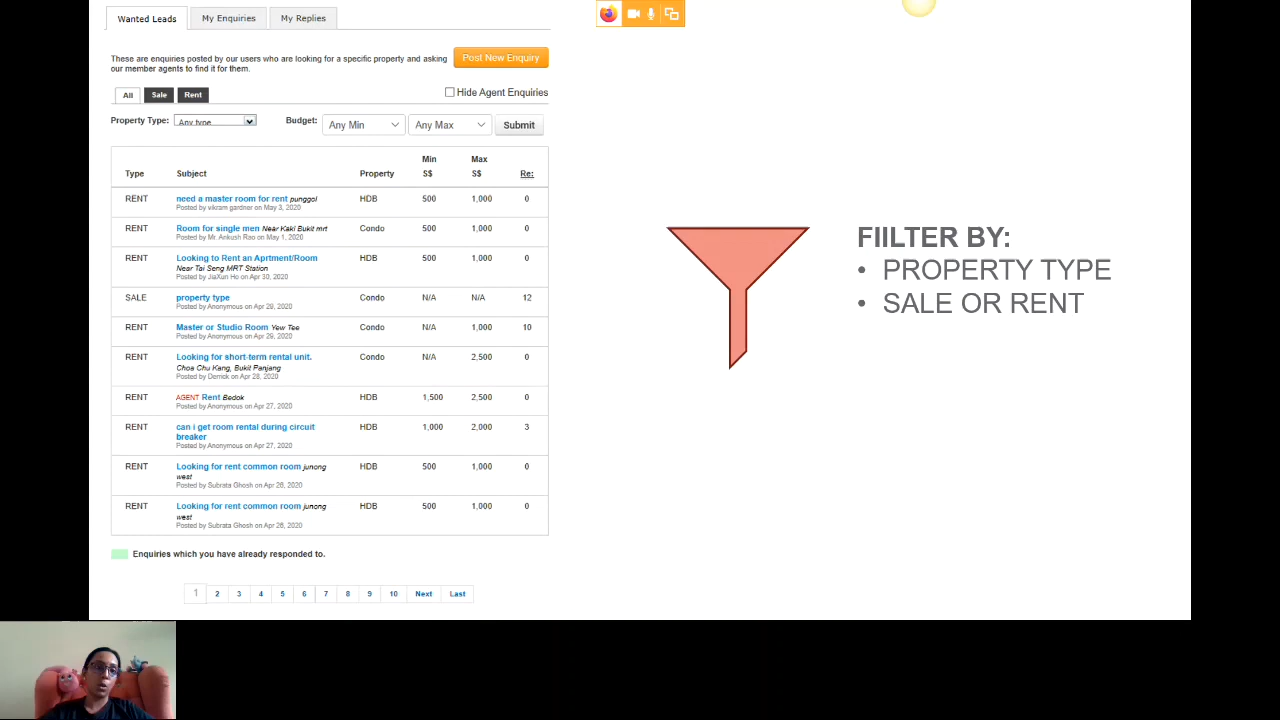 Wanted Leads My Enquiries My Replies
These are enquiries posted by our users who are looking for a specific property and asking
our member agents to find it for them.
Post New Enquiry
All Sale Rent
Hide Agent Enquiries
Property Type: Any type Budget: Any Min Any Max Submit
Min Max
Type Subject Property S$ S$ Re:
RENT need a master room for rent punggol HDB 500 1,000 0
Posted by vikram gardner on May 3, 2020
RENT Room for single men Near Kaki Bukit mrt Condo 500 1,000 0
Posted by Mr. Ankush Rao on May 1, 2020
RENT Looking to Rent an Aprtment/Room HDB 500 1,000 0
Near Tai Seng MRT Station
Posted by JiaXun Ho on Apr 30, 2020
SALE property type Condo N/A N/A 12
Posted by Anonymous on Apr 29, 2020
RENT Master or Studio Room Yew Tee Condo N/A 1,000 10
Posted by Anonymous on Apr 29, 2020
RENT Looking for short-term rental unit. Condo N/A 2,500 0
Choa Chu Kang, Bukit Panjang
Posted by Derrick on Apr 28, 2020
RENT AGENT Rent Bedok HDB 1,500 2,500 0
Posted by Anonymous on Apr 27, 2020
RENT can i get room rental during circuit HDB 1,000 2,000 3
breaker
Posted by Anonymous on Apr 27, 2020
RENT Looking for rent common room junong HDB 500 1,000 0
west
Posted by Subrata Ghosh on Apr 26, 2020
RENT Looking for rent common room junong HDB 500 1,000 0
west
Posted by Subrata Ghosh on Apr 26, 2020
Enquiries which you have already responded to.
1 2 3 4 5 6 7 8 9 10 Next Last
FIILTER BY:
• PROPERTY TYPE
• SALE OR RENT